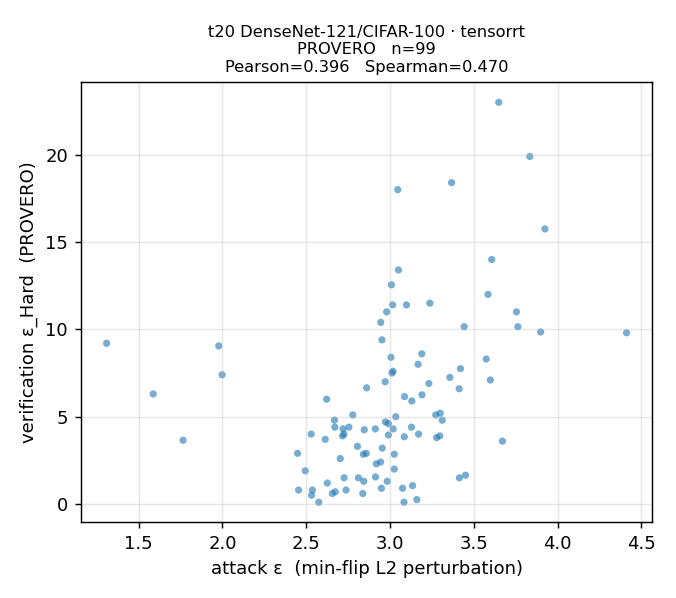 t20 DenseNet-121/CIFAR-100 · tensorrt
PROVERO   n=99
Pearson=0.396   Spearman=0.470
verification ε_Hard  (PROVERO)
20
15
10
5
0
1.5
2.0
2.5
3.0
3.5
4.0
4.5
attack ε  (min-flip L2 perturbation)